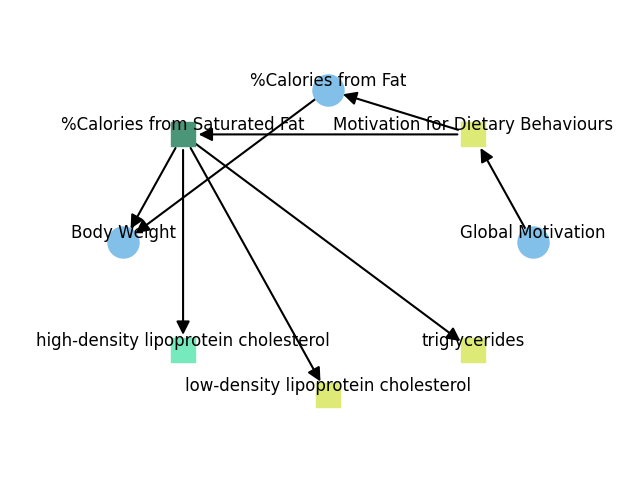 %Calories from Fat
%Calories from Saturated Fat
Motivation for Dietary Behaviours
Body Weight
Global Motivation
high-density lipoprotein cholesterol
triglycerides
low-density lipoprotein cholesterol